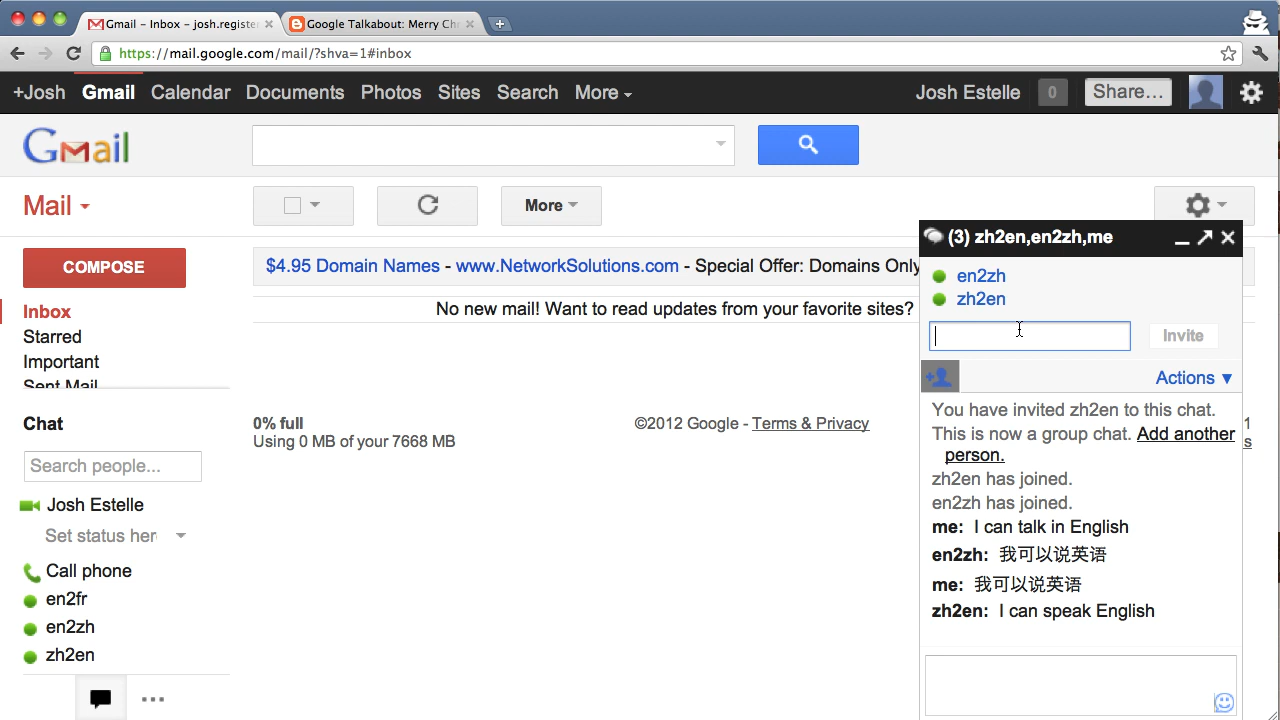 Gmail – Inbox – josh.register
Google Talkabout: Merry Ch
https://mail.google.com/mail/?shva=1#inbox
+Josh Gmail Calendar Documents Photos Sites Search More
Josh Estelle 0 Share...
Gmail
Mail
More
COMPOSE
$4.95 Domain Names - www.NetworkSolutions.com - Special Offer: Domains Only
No new mail! Want to read updates from your favorite sites?
Inbox
Starred
Important
Sent Mail
Chat
Search people...
Josh Estelle
Set status her
Call phone
en2fr
en2zh
zh2en
0% full
Using 0 MB of your 7668 MB
©2012 Google - Terms & Privacy
1
s
(3) zh2en,en2zh,me
en2zh
zh2en
Invite
Actions ▼
You have invited zh2en to this chat.
This is now a group chat. Add another
person.
zh2en has joined.
en2zh has joined.
me: I can talk in English
en2zh: 我可以说英语
me: 我可以说英语
zh2en: I can speak English